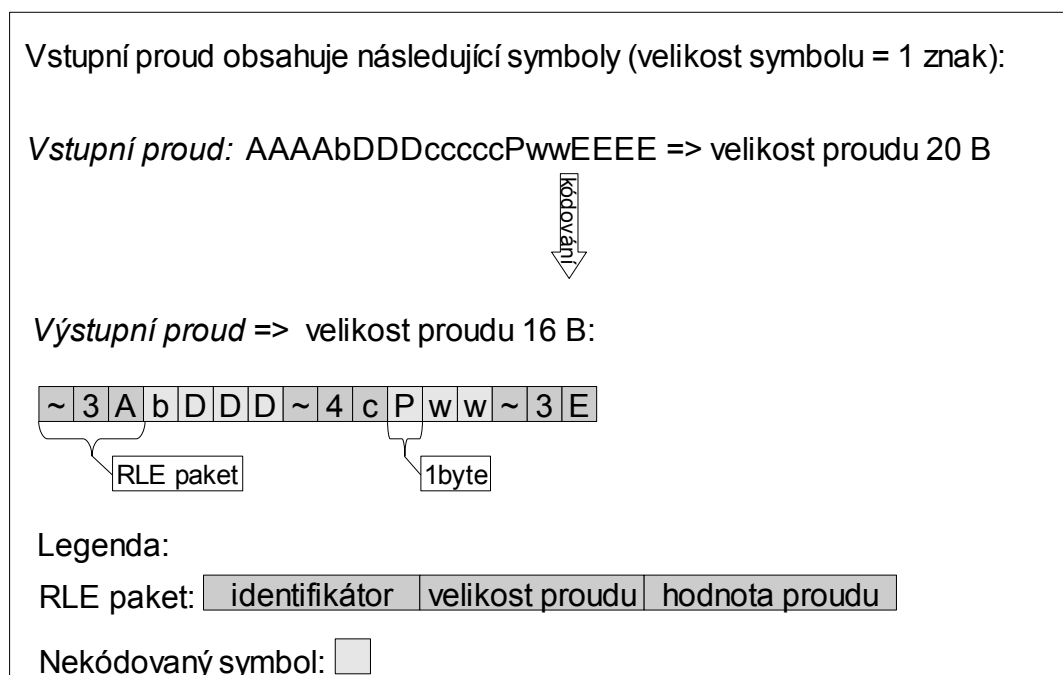 Vstupní proud obsahuje následující symboly (velikost symbolu = 1 znak):
Vstupní proud: AAAAbDDDcccccPwwEEEE => velikost proudu 20 B
kódování
Výstupní proud => velikost proudu 16 B:
~ 3 A b D D D ~ 4 c P w w ~ 3 E
RLE paket 1byte
Legenda:
RLE paket: identifikátor velikost proudu hodnota proudu
Nekódovaný symbol: